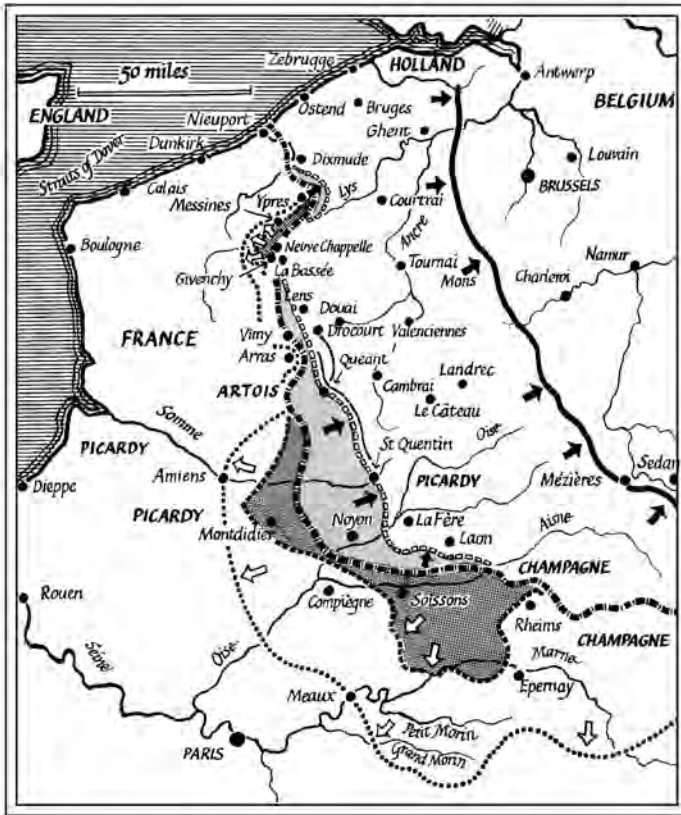 Zebrugge
HOLLAND
Antwerp
50 miles
ENGLAND
Ostend
Bruges
BELGIUM
Nieuport
Ghent
Straits of Dover
Dunkirk
Dixmude
Louvain
Calais
Ypres
Lys
BRUSSELS
Messines
Courtrai
Ancre
Boulogne
Neuve Chappelle
Namur
Givenchy
La Bassée
Tournai
Mons
Charleroi
Lens
Douai
FRANCE
Vimy
Drocourt
Valenciennes
Arras
Quéant
Landrec
ARTOIS
Cambrai
Le Câteau
Somme
PICARDY
St Quentin
Oise
Sedan
Dieppe
Amiens
PICARDY
Mézières
PICARDY
Montdidier
Noyon
La Fère
Laon
Aisne
CHAMPAGNE
Rouen
Compiègne
Soissons
Rheims
CHAMPAGNE
Seine
Oise
Marne
Meaux
Epernay
PARIS
Petit Morin
Grand Morin